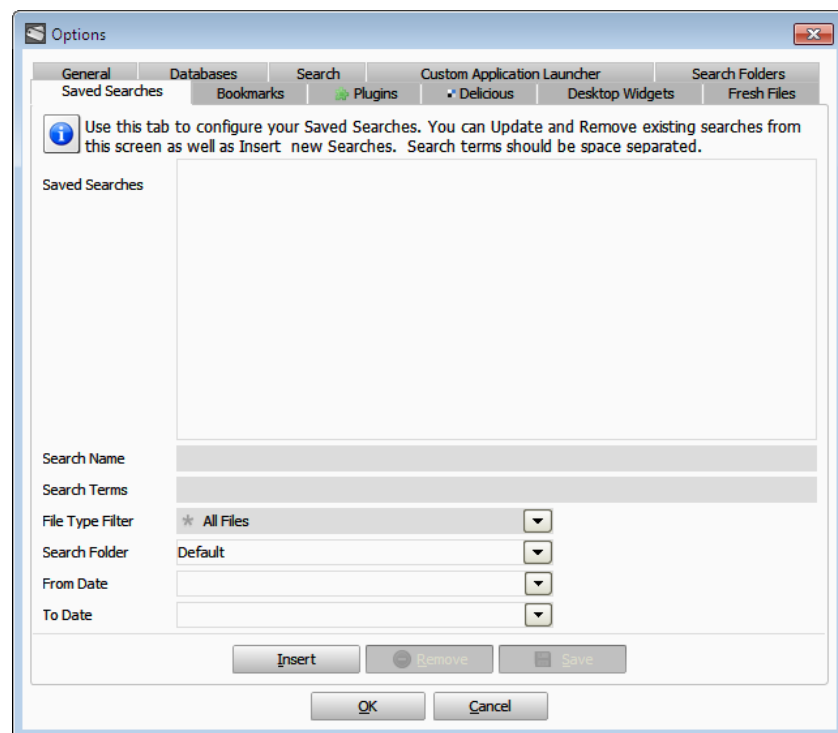 Options
General Databases Search Custom Application Launcher Search Folders
Saved Searches Bookmarks Plugins Delicious Desktop Widgets Fresh Files
Use this tab to configure your Saved Searches. You can Update and Remove existing searches from
this screen as well as Insert  new Searches.  Search terms should be space separated.
Saved Searches
Search Name
Search Terms
File Type Filter * All Files
Search Folder Default
From Date
To Date
Insert Remove Save
OK Cancel